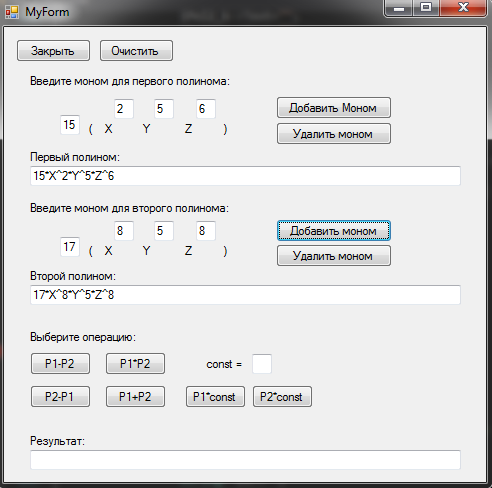 MyForm
Закрыть Очистить
Введите моном для первого полинома:
2 5 6 Добавить Моном
15 ( X Y Z ) Удалить моном
Первый полином:
15*X^2*Y^5*Z^6
Введите моном для второго полинома:
8 5 8 Добавить моном
17 ( X Y Z ) Удалить моном
Второй полином:
17*X^8*Y^5*Z^8
Выберите операцию:
P1-P2 P1*P2 const =
P2-P1 P1+P2 P1*const P2*const
Результат: